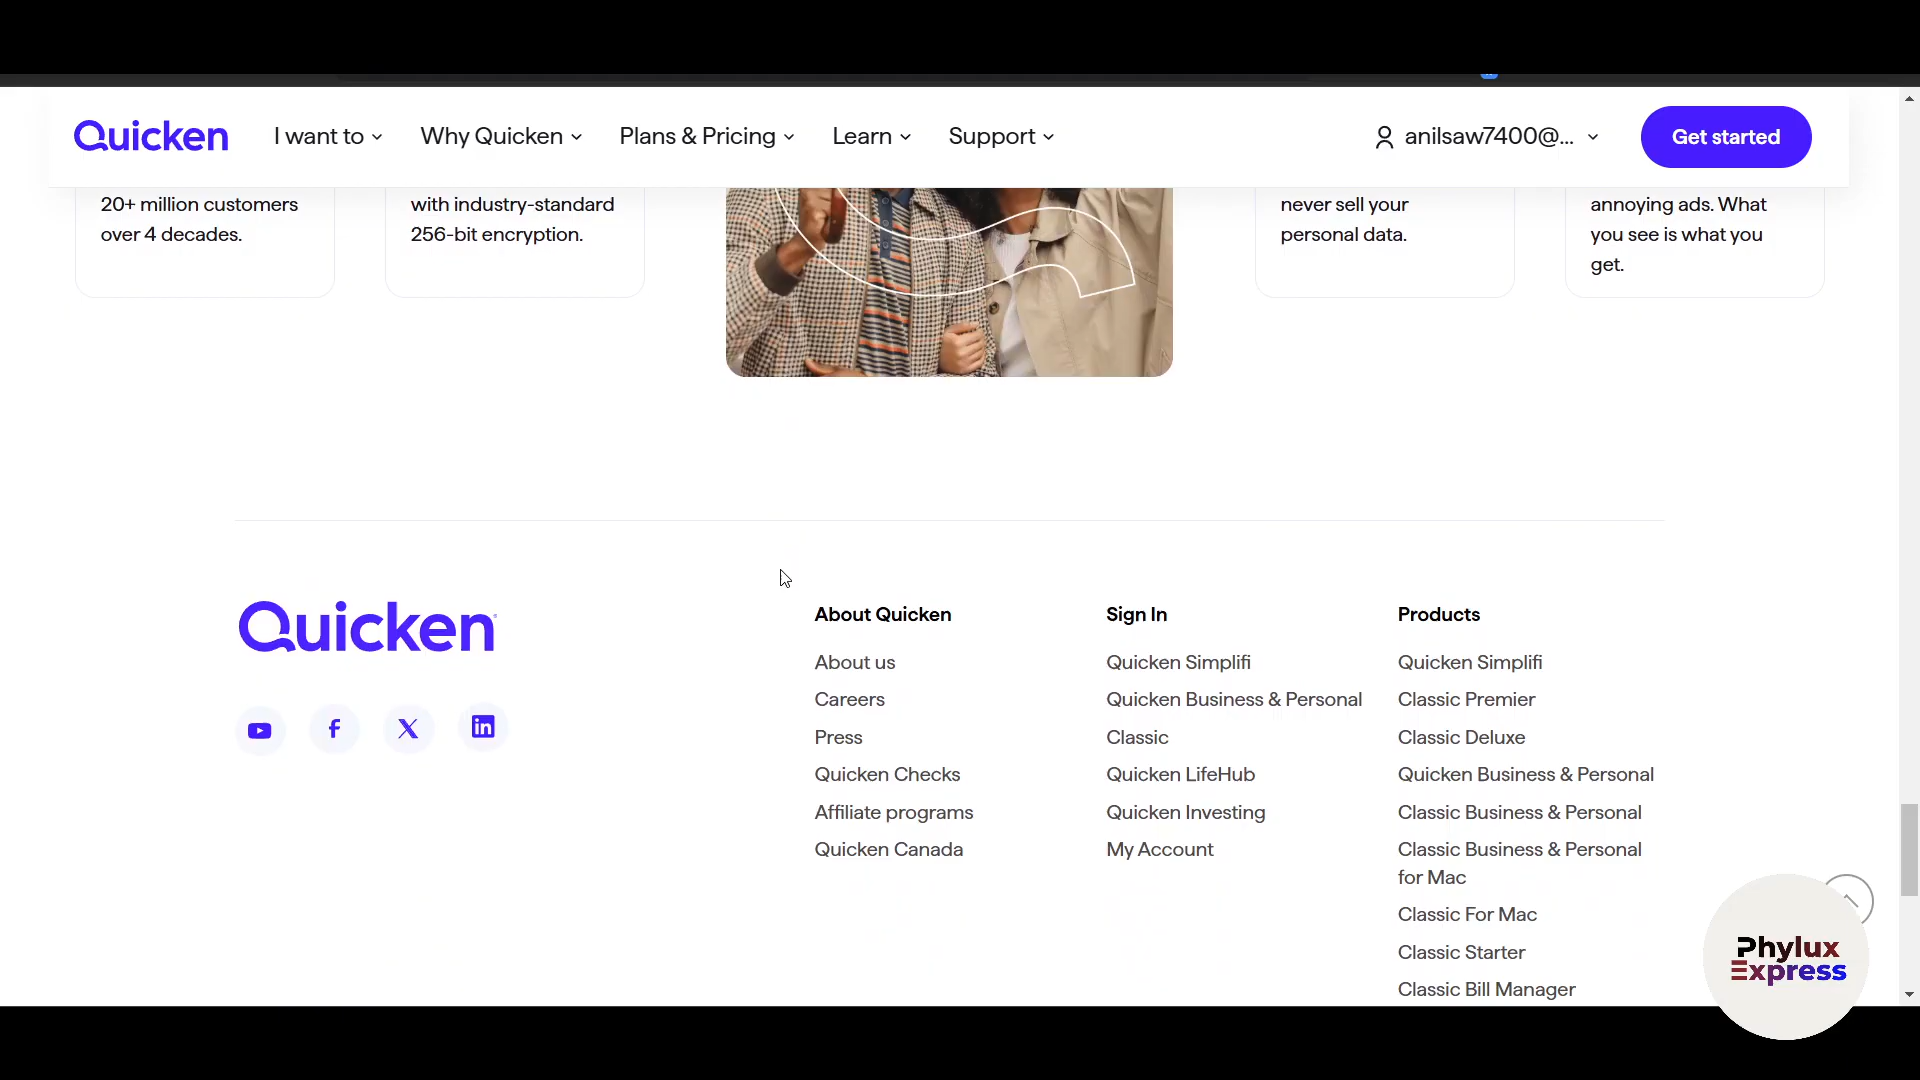 Quicken
I want to
Why Quicken
Plans & Pricing
Learn
Support
anilsaw7400@...
Get started
20+ million customers
over 4 decades.
with industry-standard
256-bit encryption.
never sell your
personal data.
annoying ads. What
you see is what you
get.
Quicken
About Quicken
About us
Careers
Press
Quicken Checks
Affiliate programs
Quicken Canada
Sign In
Quicken Simplifi
Quicken Business & Personal
Classic
Quicken LifeHub
Quicken Investing
My Account
Products
Quicken Simplifi
Classic Premier
Classic Deluxe
Quicken Business & Personal
Classic Business & Personal
Classic Business & Personal
for Mac
Classic For Mac
Classic Starter
Classic Bill Manager
Phylux
Express